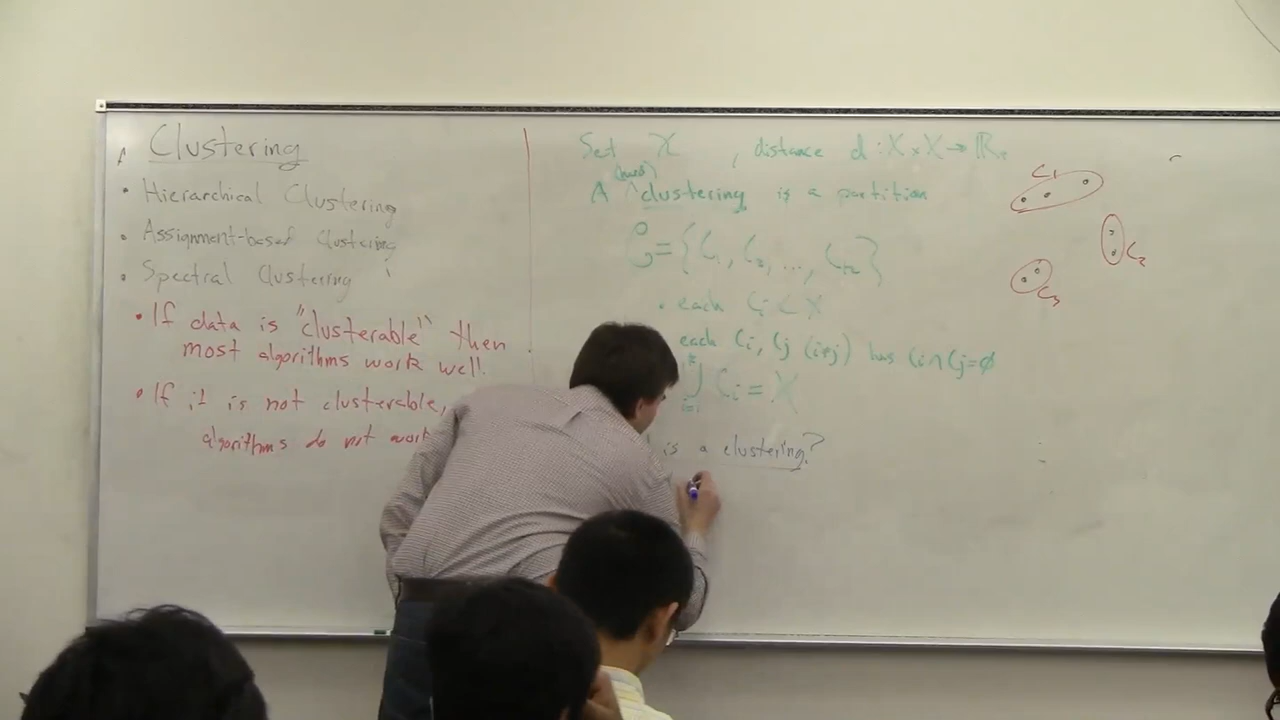 Clustering
• Hierarchical Clustering
• Assignment-based Clustering
• Spectral Clustering
• If data is "clusterable" then
most algorithms work well.
• If it is not clusterable,
algorithms do not work
Set X, distance d: X × X → ℝ₊
(hard)
A ^ clustering is a partition
C = {C₁, C₂, ..., Cₖ}
• each Cᵢ ⊂ X
each Cᵢ, Cⱼ (i≠j) has Cᵢ ∩ Cⱼ = ∅
⋃ᵢ₌₁ᵏ Cᵢ = X
is a clustering?
C₁
C₂
C₃